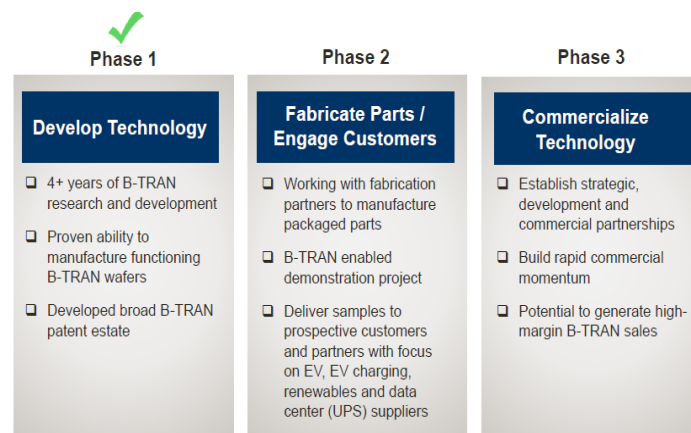 Phase 1
Develop Technology
4+ years of B-TRAN
research and development
Proven ability to
manufacture functioning
B-TRAN wafers
Developed broad B-TRAN
patent estate
Phase 2
Fabricate Parts /
Engage Customers
Working with fabrication
partners to manufacture
packaged parts
B-TRAN enabled
demonstration project
Deliver samples to
prospective customers
and partners with focus
on EV, EV charging,
renewables and data
center (UPS) suppliers
Phase 3
Commercialize
Technology
Establish strategic,
development and
commercial partnerships
Build rapid commercial
momentum
Potential to generate high-
margin B-TRAN sales